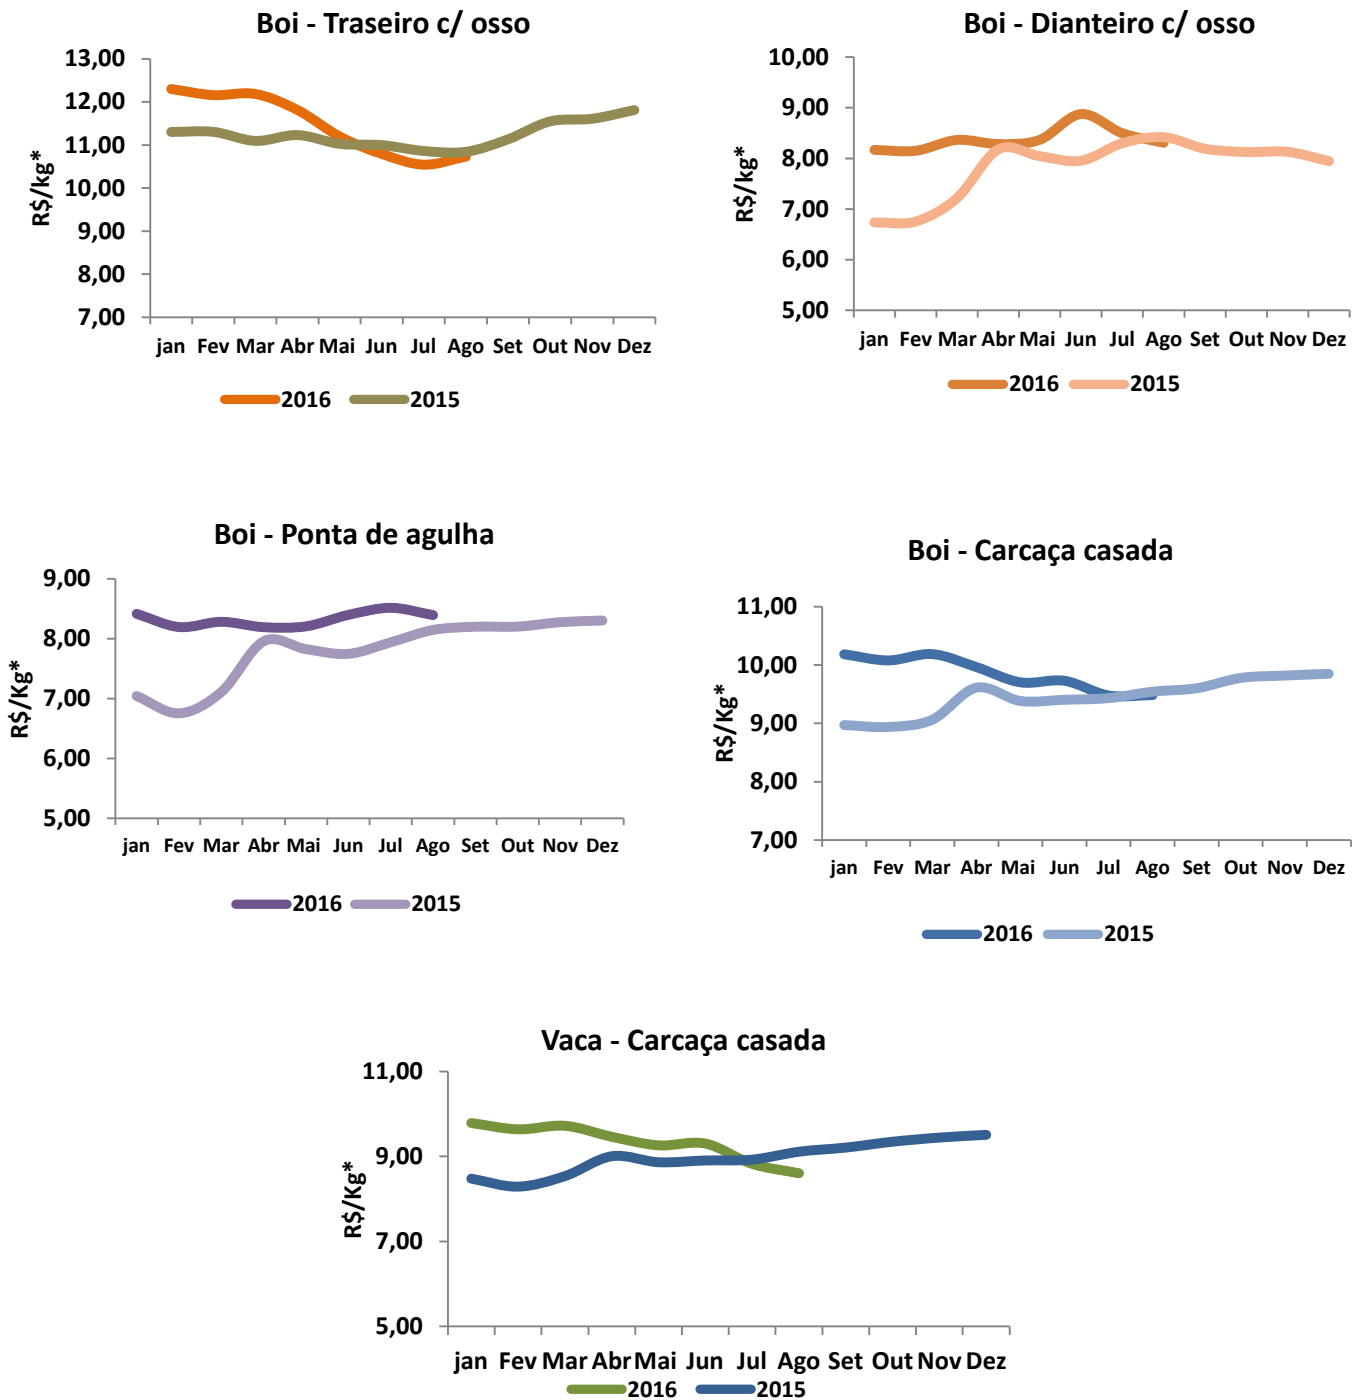 Boi - Traseiro c/ osso
13,00
12,00
11,00
10,00
9,00
8,00
7,00
R$/kg*
jan Fev Mar Abr Mai Jun Jul Ago Set Out Nov Dez
2016 2015
Boi - Dianteiro c/ osso
10,00
9,00
8,00
7,00
6,00
5,00
R$/kg*
jan Fev Mar Abr Mai Jun Jul Ago Set Out Nov Dez
2016 2015
Boi - Ponta de agulha
9,00
8,00
7,00
6,00
5,00
R$/Kg*
jan Fev Mar Abr Mai Jun Jul Ago Set Out Nov Dez
2016 2015
Boi - Carcaça casada
11,00
10,00
9,00
8,00
7,00
R$/Kg*
jan Fev Mar Abr Mai Jun Jul Ago Set Out Nov Dez
2016 2015
Vaca - Carcaça casada
11,00
9,00
7,00
5,00
R$/Kg*
jan Fev Mar Abr Mai Jun Jul Ago Set Out Nov Dez
2016 2015